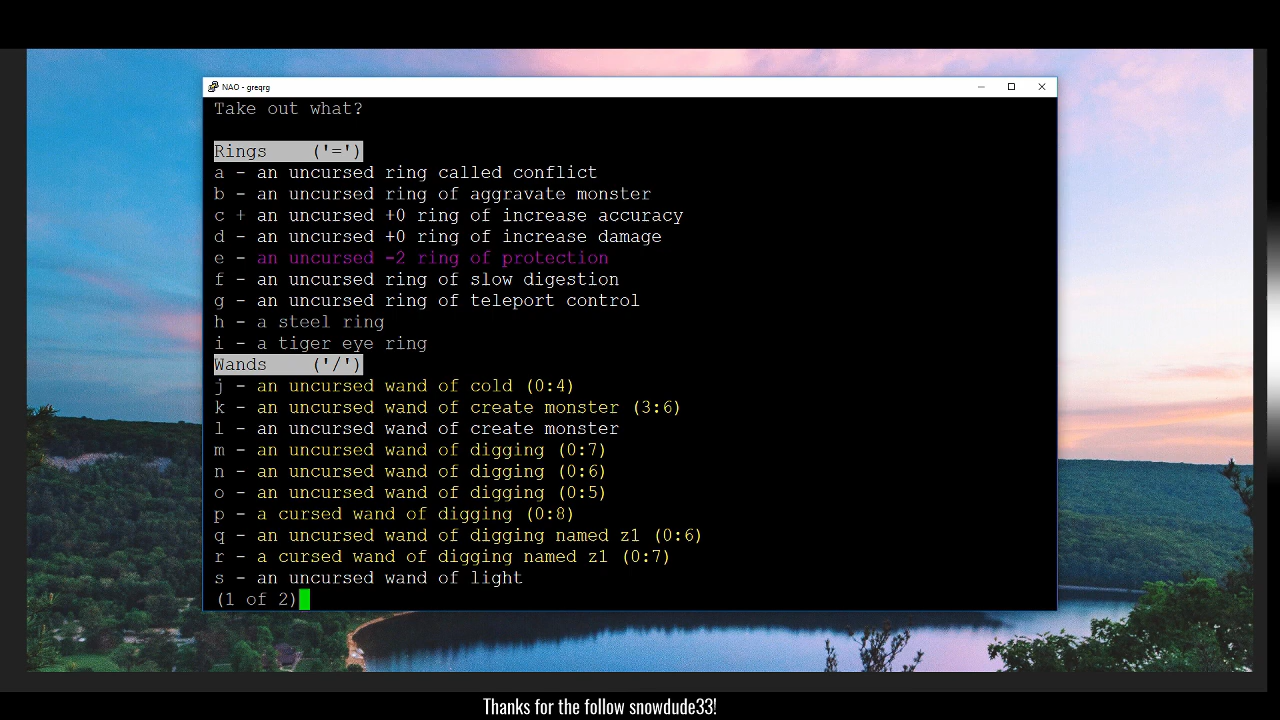 NAO - greqrg
Take out what?
Rings    ('=')
a - an uncursed ring called conflict
b - an uncursed ring of aggravate monster
c + an uncursed +0 ring of increase accuracy
d - an uncursed +0 ring of increase damage
e - an uncursed -2 ring of protection
f - an uncursed ring of slow digestion
g - an uncursed ring of teleport control
h - a steel ring
i - a tiger eye ring
Wands    ('/')
j - an uncursed wand of cold (0:4)
k - an uncursed wand of create monster (3:6)
l - an uncursed wand of create monster
m - an uncursed wand of digging (0:7)
n - an uncursed wand of digging (0:6)
o - an uncursed wand of digging (0:5)
p - a cursed wand of digging (0:8)
q - an uncursed wand of digging named z1 (0:6)
r - a cursed wand of digging named z1 (0:7)
s - an uncursed wand of light
(1 of 2)
Thanks for the follow snowdude33!